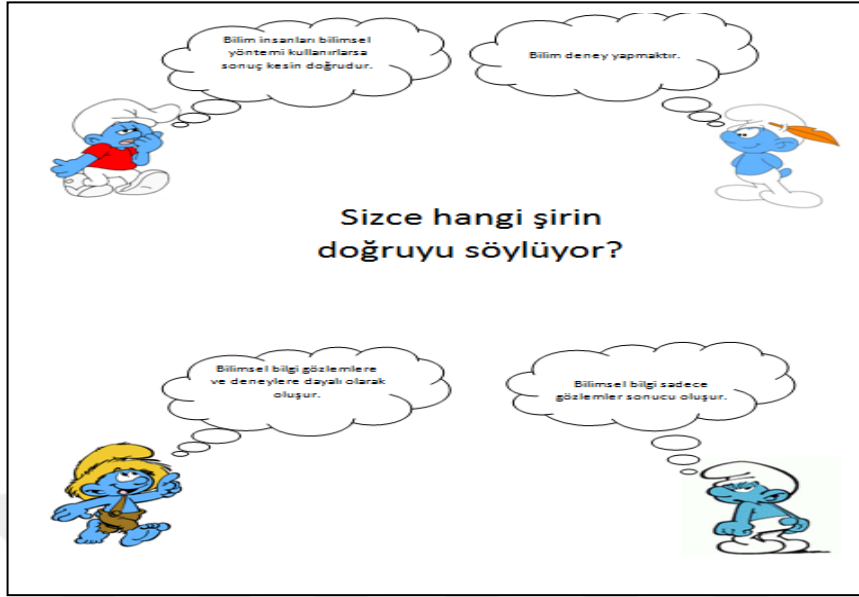 Bilim insanları bilimsel
yöntemi kullanırlarsa
sonuç kesin doğrudur.
Bilim deney yapmaktır.
Sizce hangi şirin
doğruyu söylüyor?
Bilimsel bilgi gözlemlere
ve deneylere dayalı olarak
oluşur.
Bilimsel bilgi sadece
gözlemler sonucu oluşur.